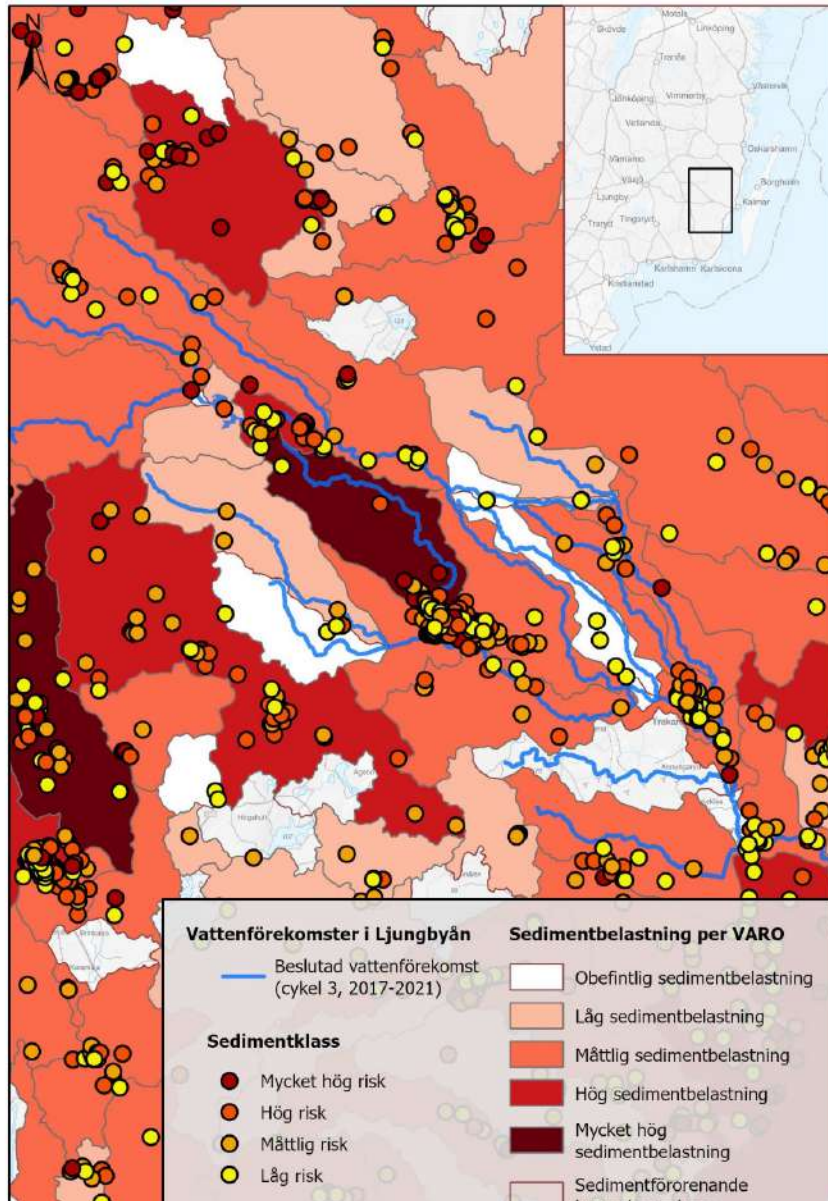 N
Motala
Linköping
Skövde
Tranås
Jönköping
Vimmerby
Västervik
Vetlanda
Oskarshamn
Värnamo
Växjö
Borgholm
Ljungby
Kalmar
Tingsryd
Karlshamn
Karlskrona
Kristianstad
Ystad
Högahult
Vattenförekomster i Ljungbyån
Beslutad vattenförekomst
(cykel 3, 2017-2021)
Sedimentklass
Mycket hög risk
Hög risk
Måttlig risk
Låg risk
Sedimentbelastning per VARO
Obefintlig sedimentbelastning
Låg sedimentbelastning
Måttlig sedimentbelastning
Hög sedimentbelastning
Mycket hög
sedimentbelastning
Sedimentförorenande